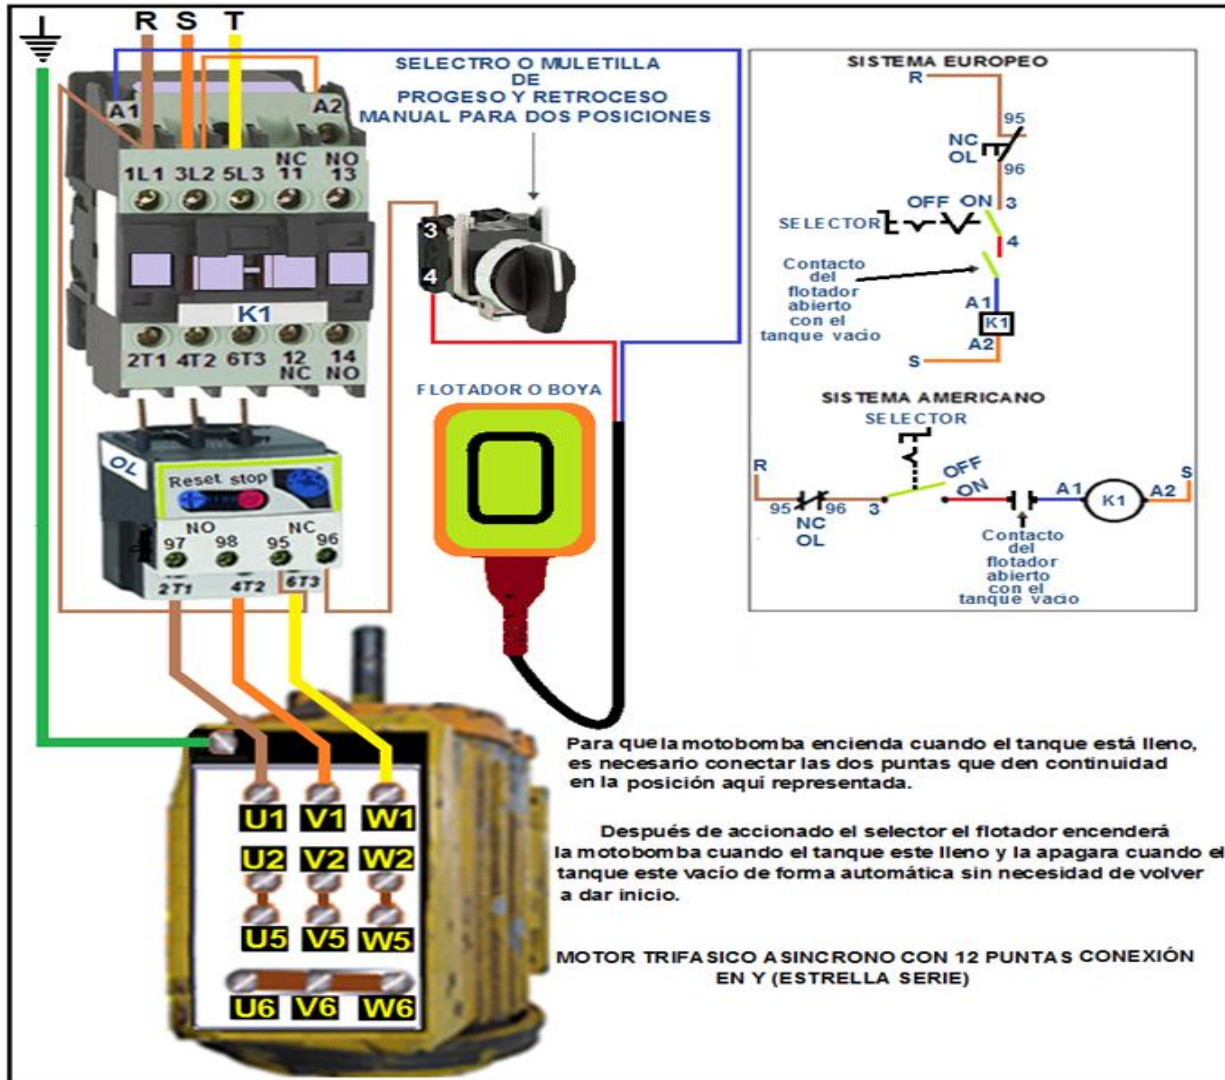 R S T
A1
A2
1L1 3L2 5L3 NC 11 NO 13
K1
2T1 4T2 6T3 12 NC 14 NO
OL
Reset stop
NO
NC
97 98 95 96
2T1 4T2 6T3
SELECTRO O MULETILLA
DE
PROGESO Y RETROCESO
MANUAL PARA DOS POSICIONES
3
4
FLOTADOR O BOYA
SISTEMA EUROPEO
R
95
NC
OL
96
OFF ON 3
SELECTOR
4
Contacto
del
flotador
abierto
con el
tanque vacío
A1
K1
A2
S
SISTEMA AMERICANO
SELECTOR
R
S
OFF
ON
95 96 3
NC
OL
A1 K1 A2
Contacto
del
flotador
abierto
con el
tanque vacío
U1 V1 W1
U2 V2 W2
U5 V5 W5
U6 V6 W6
Para que la motobomba encienda cuando el tanque está lleno,
es necesario conectar las dos puntas que den continuidad
en la posición aquí representada.
Después de accionado el selector el flotador encenderá
la motobomba cuando el tanque este lleno y la apagara cuando el
tanque este vacío de forma automática sin necesidad de volver
a dar inicio.
MOTOR TRIFASICO ASINCRONO CON 12 PUNTAS CONEXIÓN
EN Y (ESTRELLA SERIE)